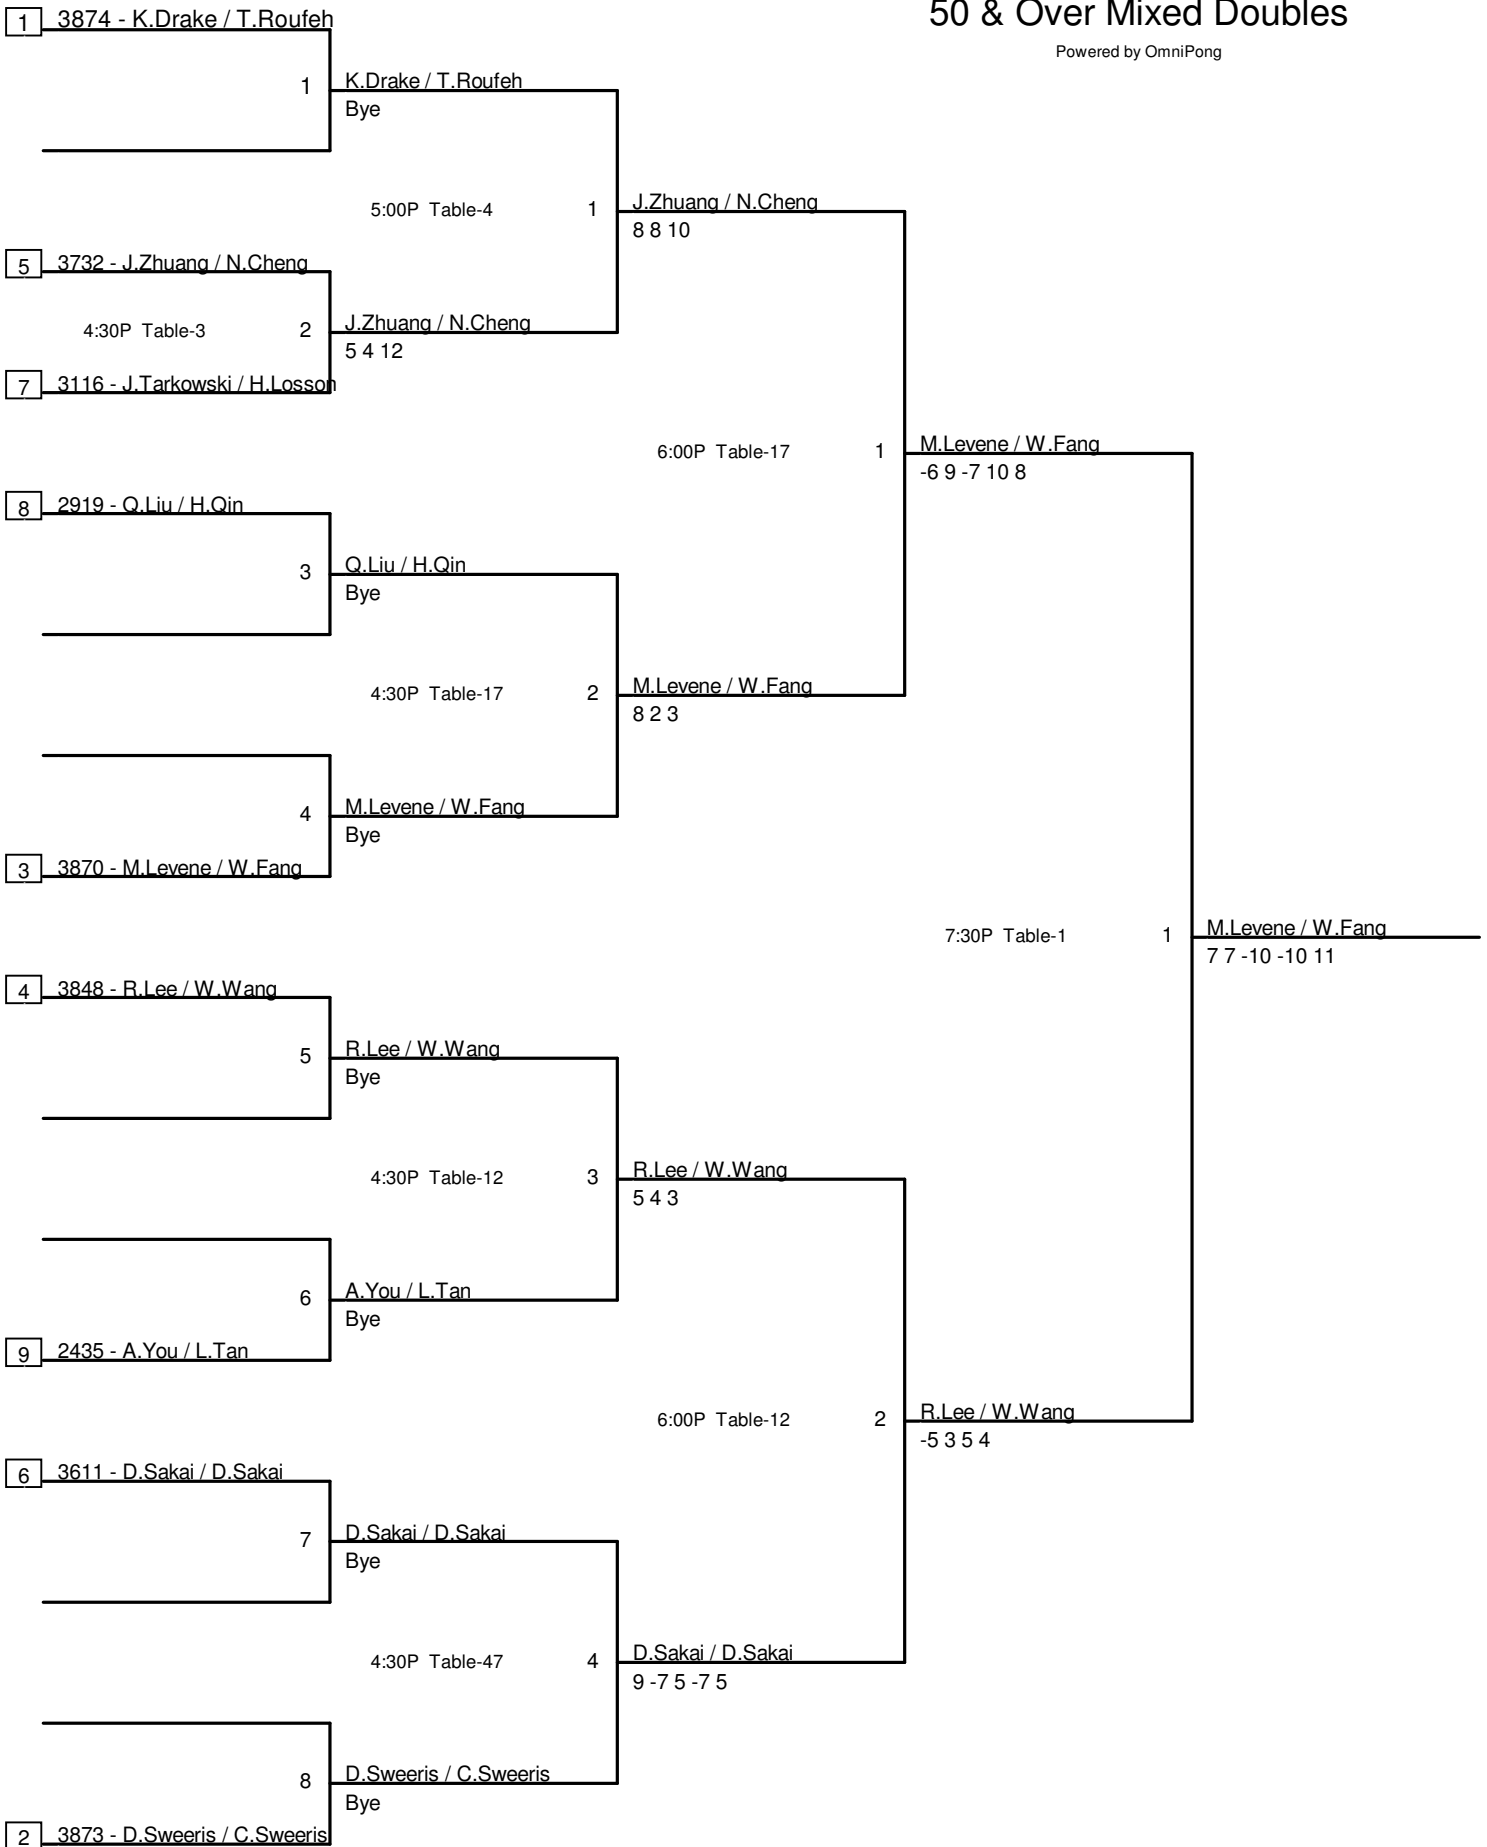 50 & Over Mixed Doubles
Powered by OmniPong
1 3874 - K.Drake / T.Roufeh
1 K.Drake / T.Roufeh
Bye
5:00P Table-4 1 J.Zhuang / N.Cheng
8 8 10
5 3732 - J.Zhuang / N.Cheng
4:30P Table-3 2 J.Zhuang / N.Cheng
5 4 12
7 3116 - J.Tarkowski / H.Losson
6:00P Table-17 1 M.Levene / W.Fang
-6 9 -7 10 8
8 2919 - Q.Liu / H.Qin
3 Q.Liu / H.Qin
Bye
4:30P Table-17 2 M.Levene / W.Fang
8 2 3
4 M.Levene / W.Fang
Bye
3 3870 - M.Levene / W.Fang
7:30P Table-1 1 M.Levene / W.Fang
7 7 -10 -10 11
4 3848 - R.Lee / W.Wang
5 R.Lee / W.Wang
Bye
4:30P Table-12 3 R.Lee / W.Wang
5 4 3
6 A.You / L.Tan
Bye
9 2435 - A.You / L.Tan
6:00P Table-12 2 R.Lee / W.Wang
-5 3 5 4
6 3611 - D.Sakai / D.Sakai
7 D.Sakai / D.Sakai
Bye
4:30P Table-47 4 D.Sakai / D.Sakai
9 -7 5 -7 5
8 D.Sweeris / C.Sweeris
Bye
2 3873 - D.Sweeris / C.Sweeris